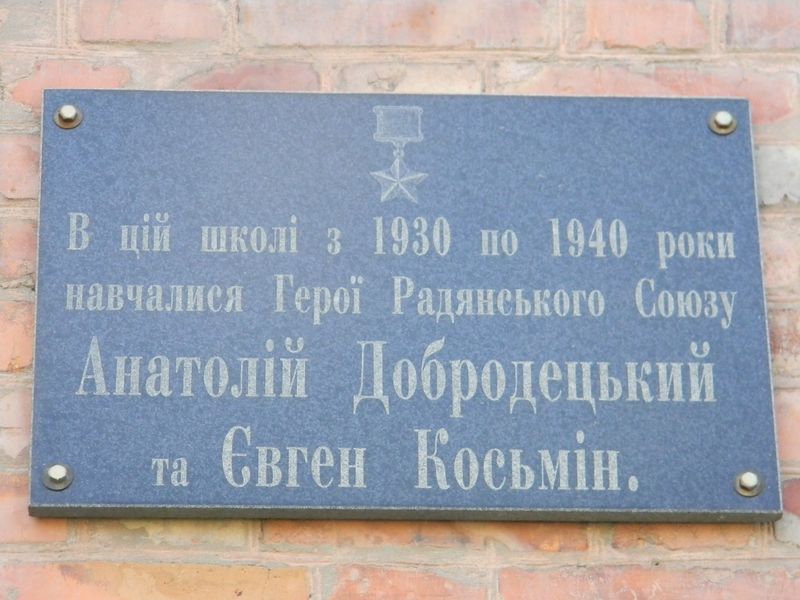 В цій школі з 1930 по 1940 роки
навчалися Герої Радянського Союзу
Анатолій Добродецький
та Євген Косьмін.